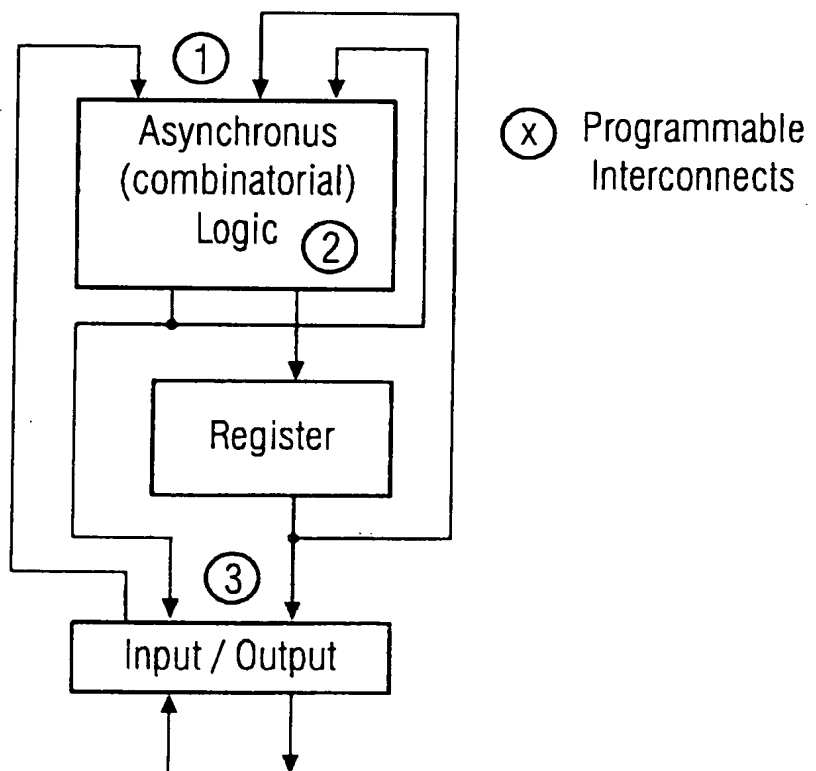 1
Asynchronus
(combinatorial)
Logic
2
x Programmable
Interconnects
Register
3
Input / Output